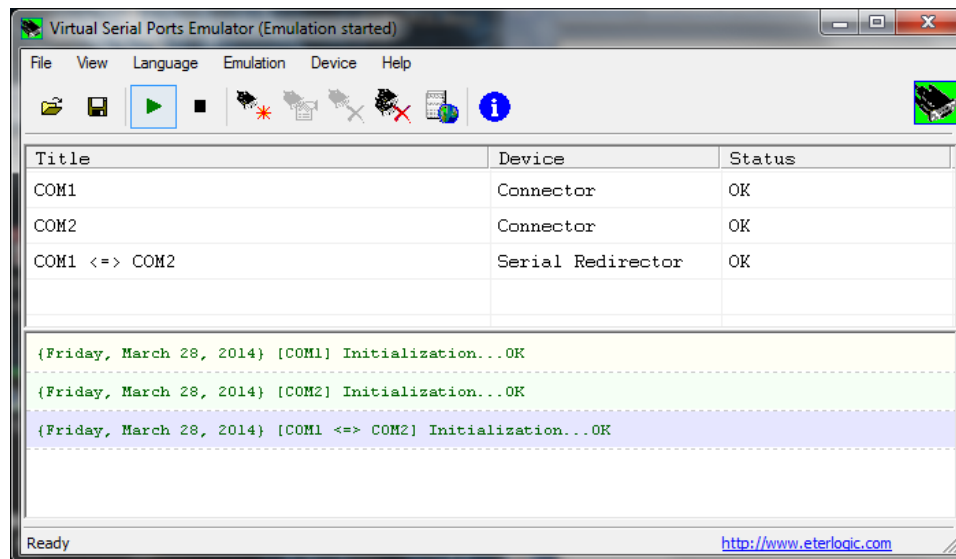 Virtual Serial Ports Emulator (Emulation started)
File View Language Emulation Device Help
Title Device Status
COM1 Connector OK
COM2 Connector OK
COM1 <=> COM2 Serial Redirector OK
{Friday, March 28, 2014} [COM1] Initialization...OK
{Friday, March 28, 2014} [COM2] Initialization...OK
{Friday, March 28, 2014} [COM1 <=> COM2] Initialization...OK
Ready http://www.eterlogic.com